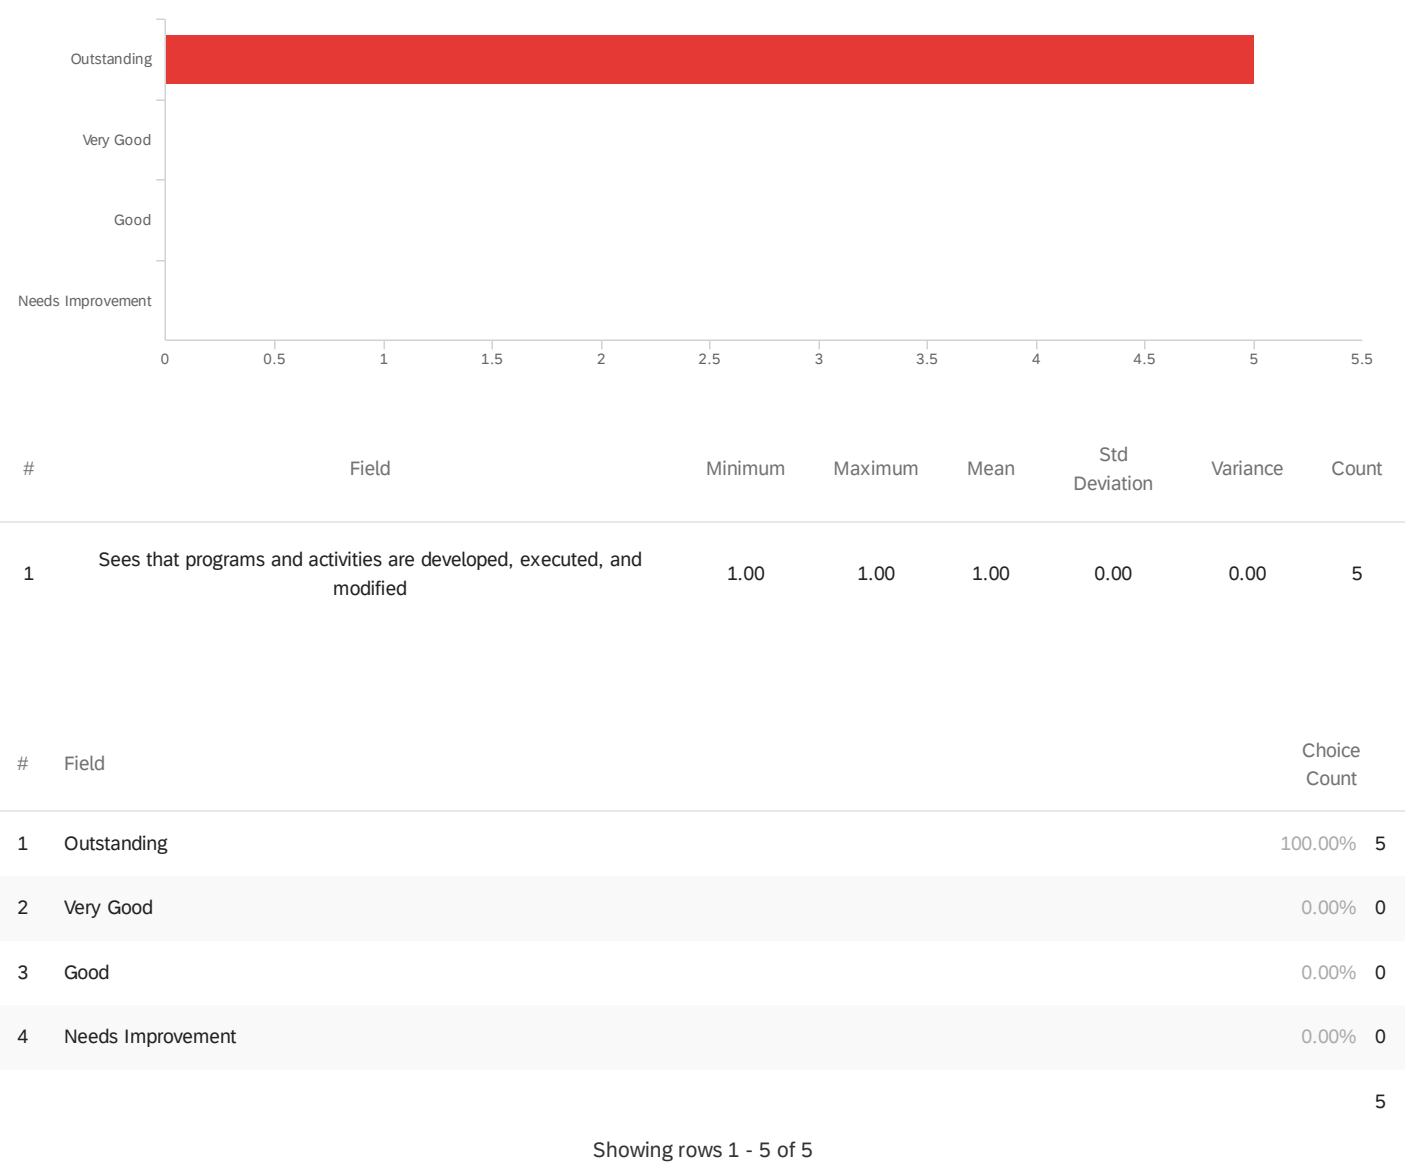 Outstanding
Very Good
Good
Needs Improvement
0 0.5 1 1.5 2 2.5 3 3.5 4 4.5 5 5.5
# Field Minimum Maximum Mean Std Deviation Variance Count
1 Sees that programs and activities are developed, executed, and modified 1.00 1.00 1.00 0.00 0.00 5
# Field Choice Count
1 Outstanding 100.00% 5
2 Very Good 0.00% 0
3 Good 0.00% 0
4 Needs Improvement 0.00% 0
5
Showing rows 1 - 5 of 5